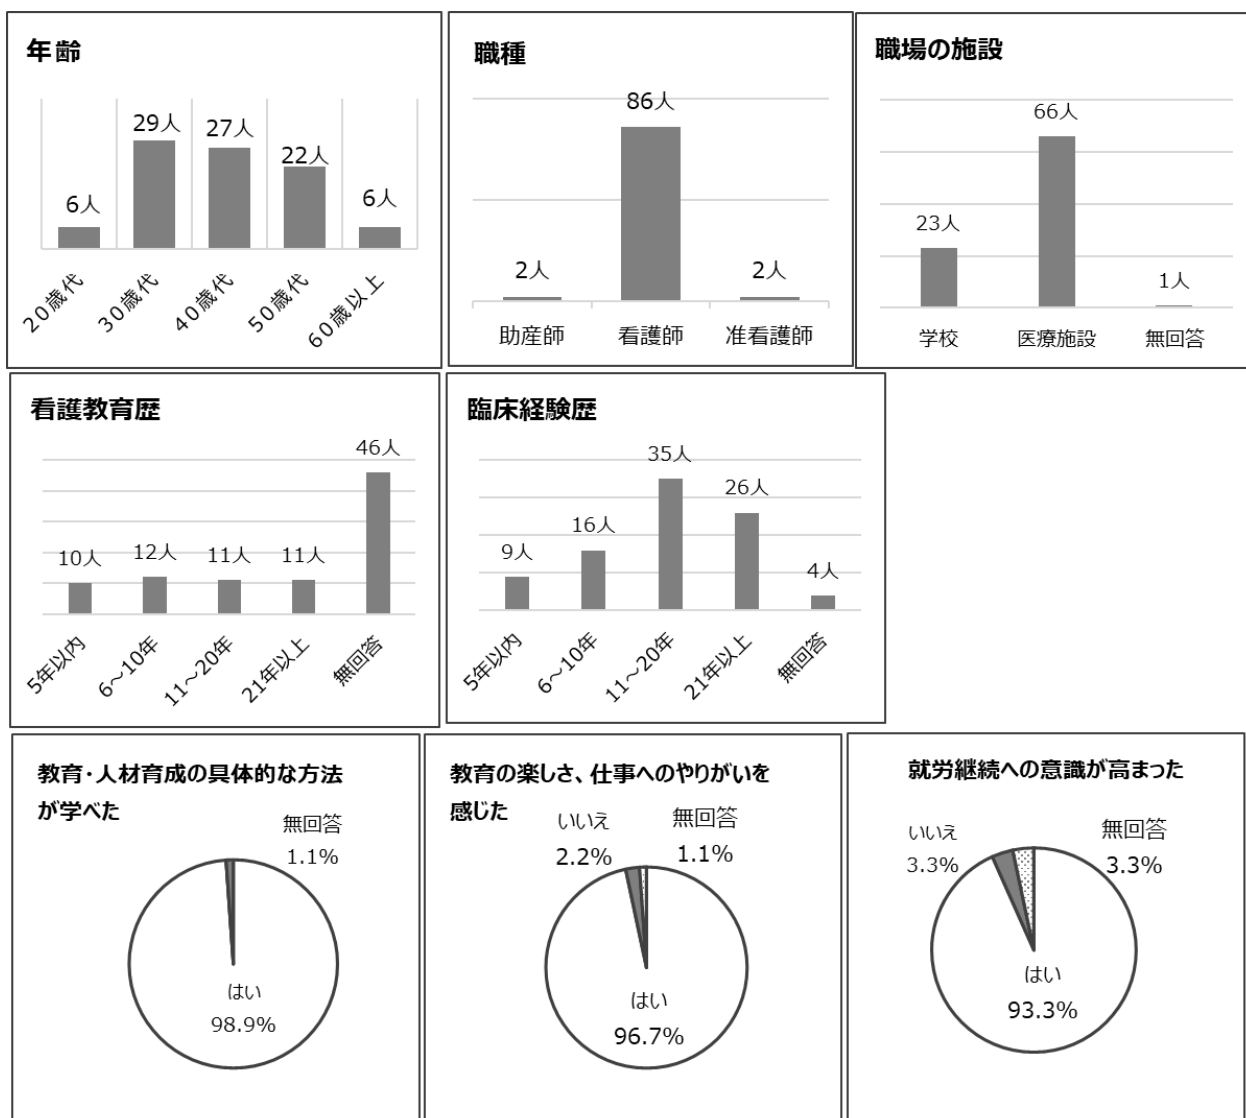 年齢
6人
29人
27人
22人
6人
20歳代
30歳代
40歳代
50歳代
60歳以上
職種
2人
86人
2人
助産師
看護師
准看護師
職場の施設
23人
66人
1人
学校
医療施設
無回答
看護教育歴
10人
12人
11人
11人
46人
5年以内
6～10年
11～20年
21年以上
無回答
臨床経験歴
9人
16人
35人
26人
4人
5年以内
6～10年
11～20年
21年以上
無回答
教育・人材育成の具体的な方法
が学べた
無回答
1.1%
はい
98.9%
教育の楽しさ、仕事へのやりがいを
感じた
いいえ
2.2%
無回答
1.1%
はい
96.7%
就労継続への意識が高まった
いいえ
3.3%
無回答
3.3%
はい
93.3%